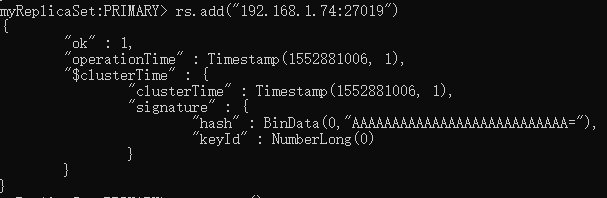 myReplicaSet:PRIMARY> rs.add("192.168.1.74:27019")
{
        "ok" : 1,
        "operationTime" : Timestamp(1552881006, 1),
        "$clusterTime" : {
                "clusterTime" : Timestamp(1552881006, 1),
                "signature" : {
                        "hash" : BinData(0,"AAAAAAAAAAAAAAAAAAAAAAAAAAA="),
                        "keyId" : NumberLong(0)
                }
        }
}